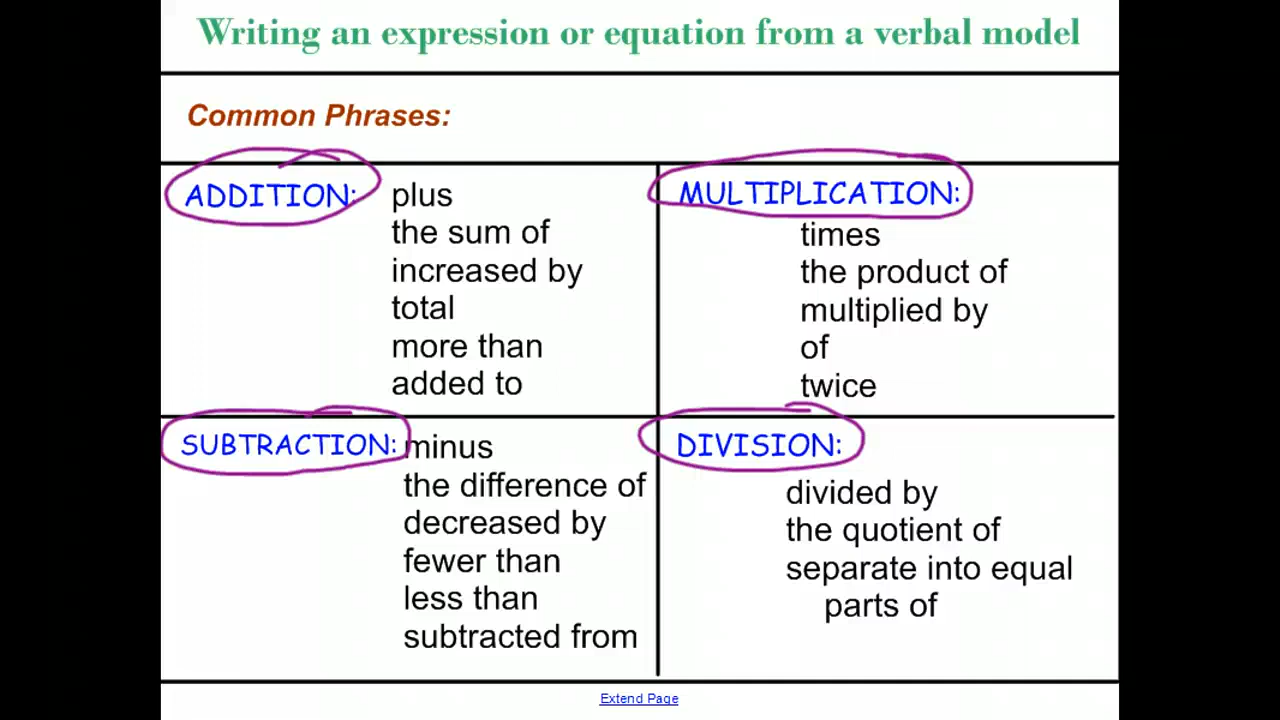 Writing an expression or equation from a verbal model
Common Phrases:
ADDITION: plus
the sum of
increased by
total
more than
added to
MULTIPLICATION:
times
the product of
multiplied by
of
twice
SUBTRACTION: minus
the difference of
decreased by
fewer than
less than
subtracted from
DIVISION:
divided by
the quotient of
separate into equal
parts of
Extend Page